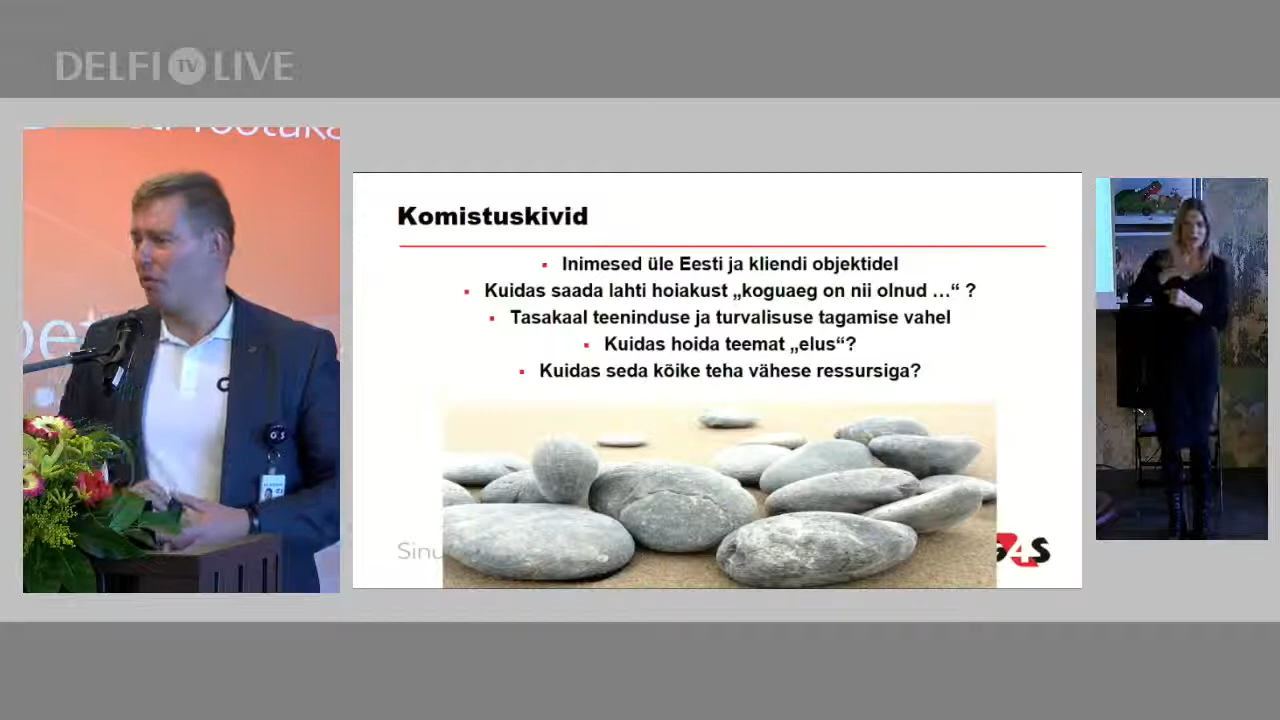 DELFI TV LIVE
Komistuskivid
▪ Inimesed üle Eesti ja kliendi objektidel
▪ Kuidas saada lahti hoiakust „koguaeg on nii olnud …“ ?
▪ Tasakaal teeninduse ja turvalisuse tagamise vahel
▪ Kuidas hoida teemat „elus“?
▪ Kuidas seda kõike teha vähese ressursiga?
Sinu
G4S